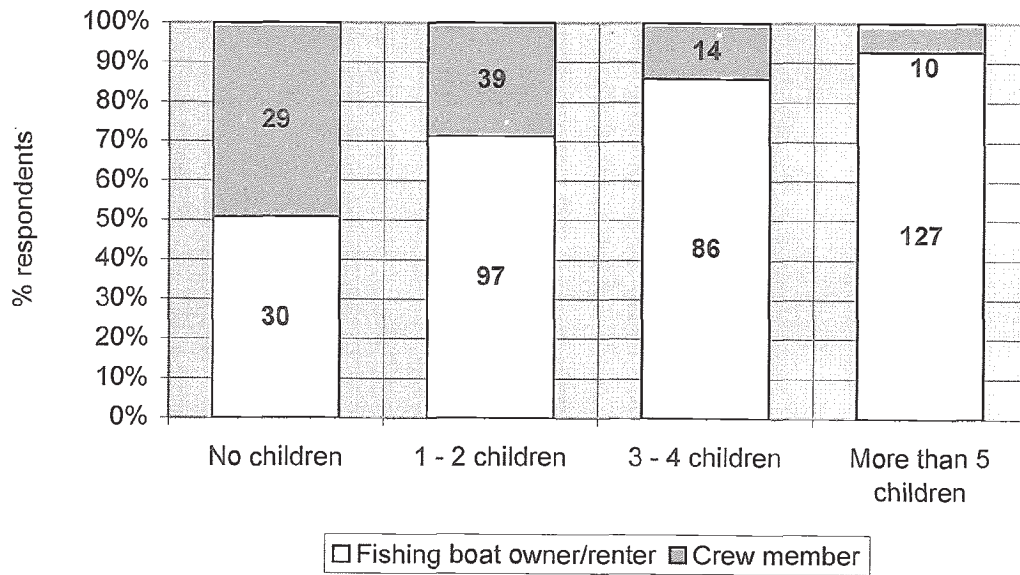 100%
90%
80%
70%
60%
50%
40%
30%
20%
10%
0%
% respondents
29
30
39
97
14
86
10
127
No children
1 - 2 children
3 - 4 children
More than 5
children
Fishing boat owner/renter
Crew member